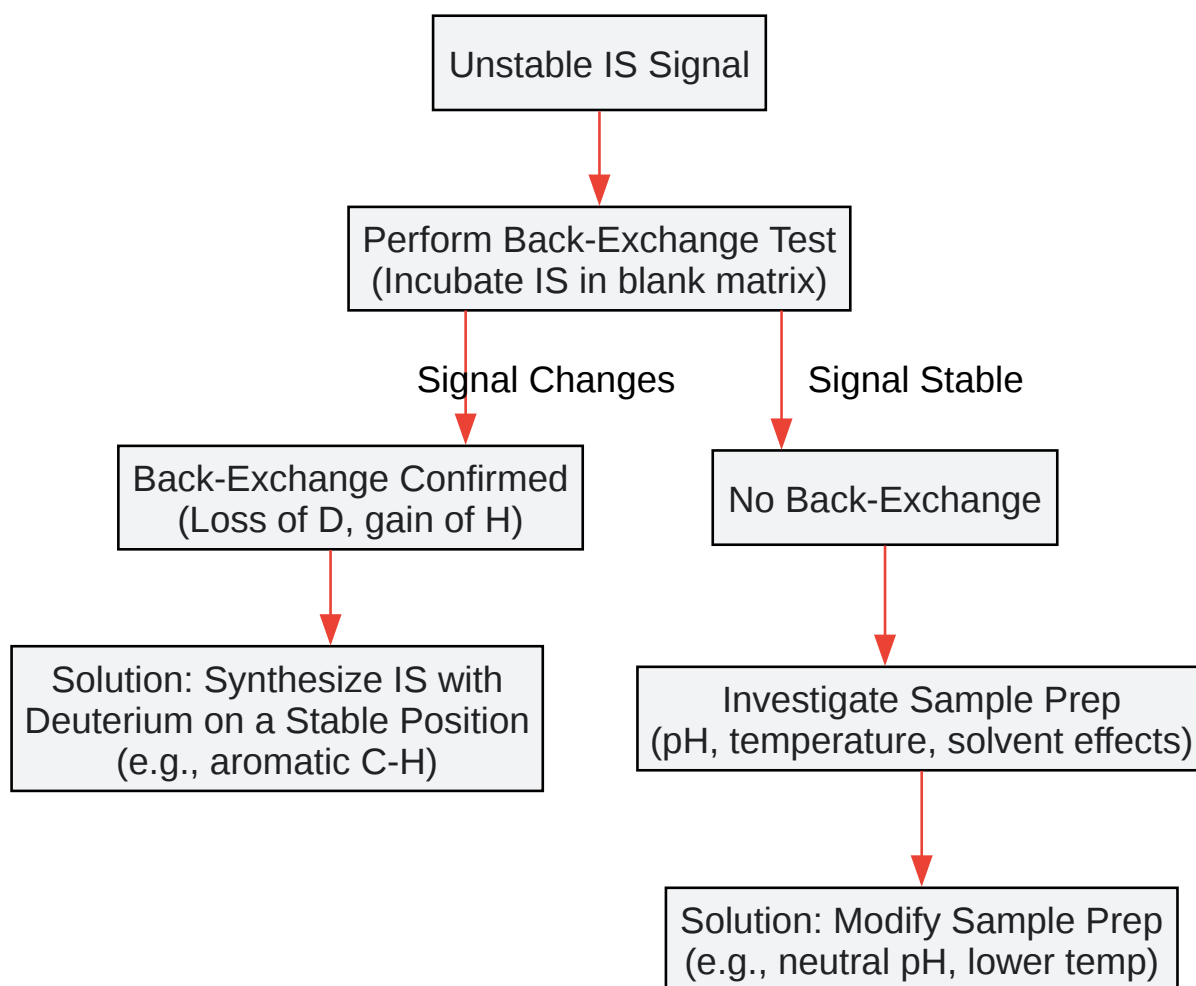 Unstable IS Signal
Perform Back-Exchange Test
(Incubate IS in blank matrix)
Signal Changes
Signal Stable
Back-Exchange Confirmed
(Loss of D, gain of H)
No Back-Exchange
Solution: Synthesize IS with
Deuterium on a Stable Position
(e.g., aromatic C-H)
Investigate Sample Prep
(pH, temperature, solvent effects)
Solution: Modify Sample Prep
(e.g., neutral pH, lower temp)